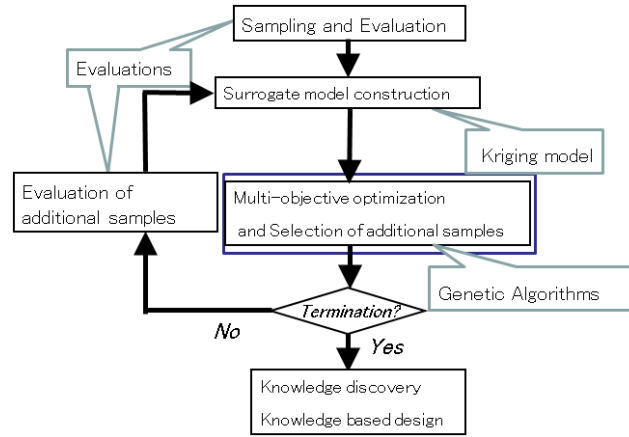 Sampling and Evaluation
Evaluations
Surrogate model construction
Kriging model
Evaluation of
additional samples
Multi-objective optimization
and Selection of additional samples
Genetic Algorithms
Termination?
No
Yes
Knowledge discovery
Knowledge based design